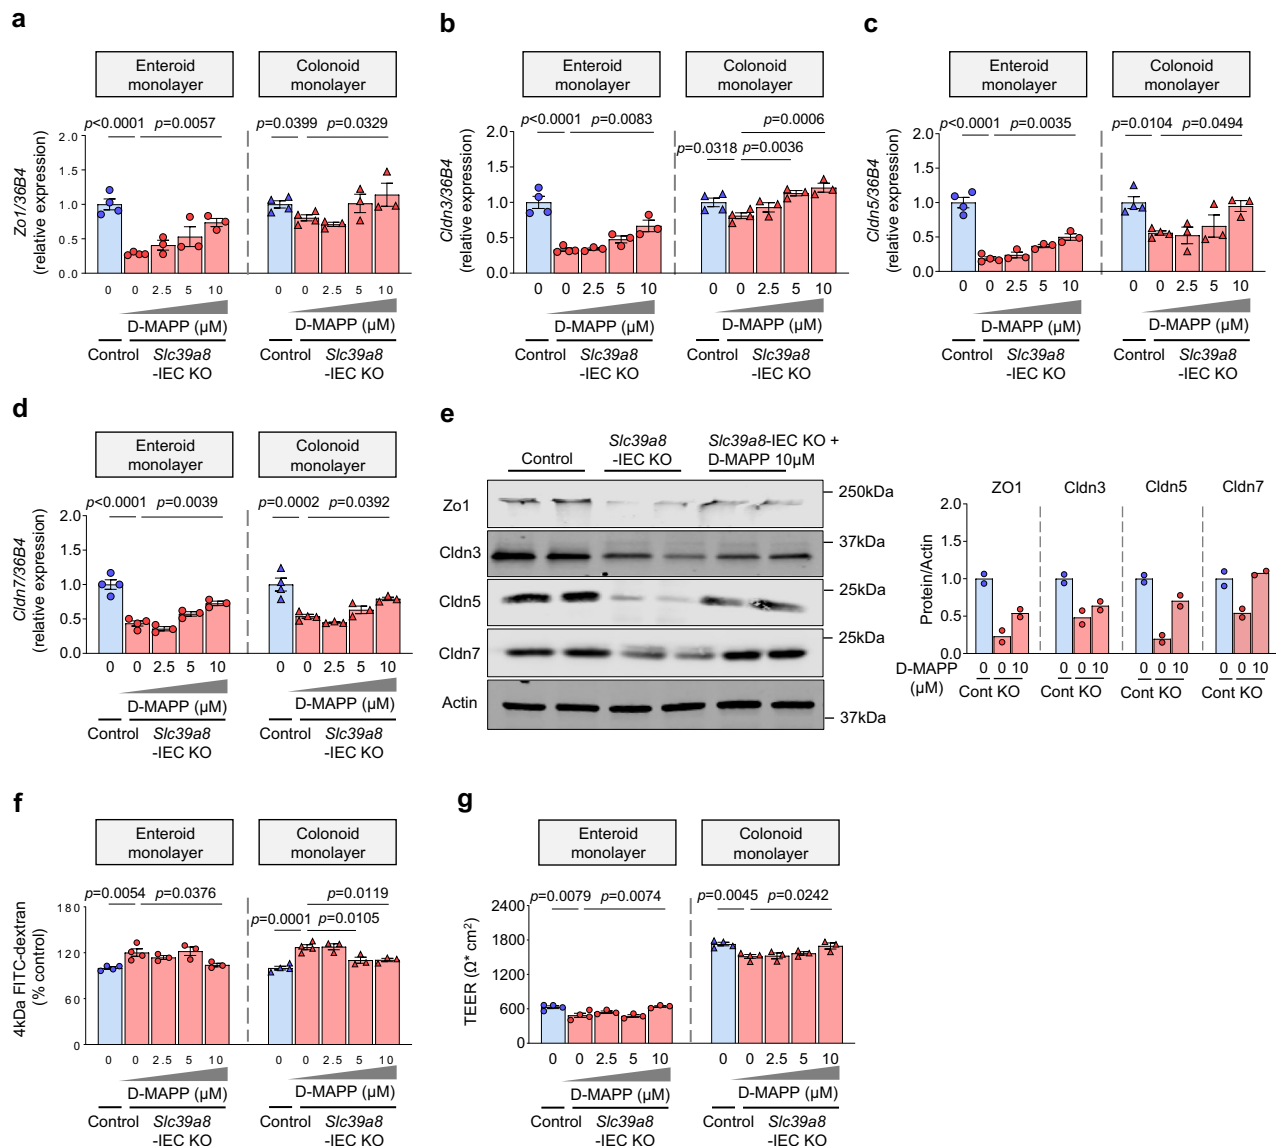 a
Enteroid
monolayer
Colonoid
monolayer
p<0.0001
p=0.0057
p=0.0399
p=0.0329
Zo1/36B4
(relative expression)
2.0
1.5
1.0
0.5
0.0
0 0 2.5 5 10
0 0 2.5 5 10
D-MAPP (µM)
D-MAPP (µM)
Control
Slc39a8
-IEC KO
Control
Slc39a8
-IEC KO
b
Enteroid
monolayer
Colonoid
monolayer
p<0.0001
p=0.0083
p=0.0006
p=0.0318
p=0.0036
Cldn3/36B4
(relative expression)
2.0
1.5
1.0
0.5
0.0
0 0 2.5 5 10
0 0 2.5 5 10
D-MAPP (µM)
D-MAPP (µM)
Control
Slc39a8
-IEC KO
Control
Slc39a8
-IEC KO
c
Enteroid
monolayer
Colonoid
monolayer
p<0.0001
p=0.0035
p=0.0104
p=0.0494
Cldn5/36B4
(relative expression)
2.0
1.5
1.0
0.5
0.0
0 0 2.5 5 10
0 0 2.5 5 10
D-MAPP (µM)
D-MAPP (µM)
Control
Slc39a8
-IEC KO
Control
Slc39a8
-IEC KO
d
Enteroid
monolayer
Colonoid
monolayer
p<0.0001
p=0.0039
p=0.0002
p=0.0392
Cldn7/36B4
(relative expression)
2.0
1.5
1.0
0.5
0.0
0 0 2.5 5 10
0 0 2.5 5 10
D-MAPP (µM)
D-MAPP (µM)
Control
Slc39a8
-IEC KO
Control
Slc39a8
-IEC KO
e
Control
Slc39a8
-IEC KO
Slc39a8-IEC KO +
D-MAPP 10µM
Zo1
250kDa
Cldn3
37kDa
Cldn5
25kDa
Cldn7
25kDa
Actin
37kDa
ZO1
Cldn3
Cldn5
Cldn7
Protein/Actin
2.0
1.5
1.0
0.5
0.0
D-MAPP
(µM)
0 0 10
0 0 10
0 0 10
0 0 10
Cont KO
Cont KO
Cont KO
Cont KO
f
Enteroid
monolayer
Colonoid
monolayer
p=0.0054
p=0.0376
p=0.0119
p=0.0001
p=0.0105
4kDa FITC-dextran
(% control)
180
120
60
0
0 0 2.5 5 10
0 0 2.5 5 10
D-MAPP (µM)
D-MAPP (µM)
Control
Slc39a8
-IEC KO
Control
Slc39a8
-IEC KO
g
Enteroid
monolayer
Colonoid
monolayer
p=0.0079
p=0.0074
p=0.0045
p=0.0242
TEER (Ω* cm²)
2400
1800
1200
600
0
0 0 2.5 5 10
0 0 2.5 5 10
D-MAPP (µM)
D-MAPP (µM)
Control
Slc39a8
-IEC KO
Control
Slc39a8
-IEC KO